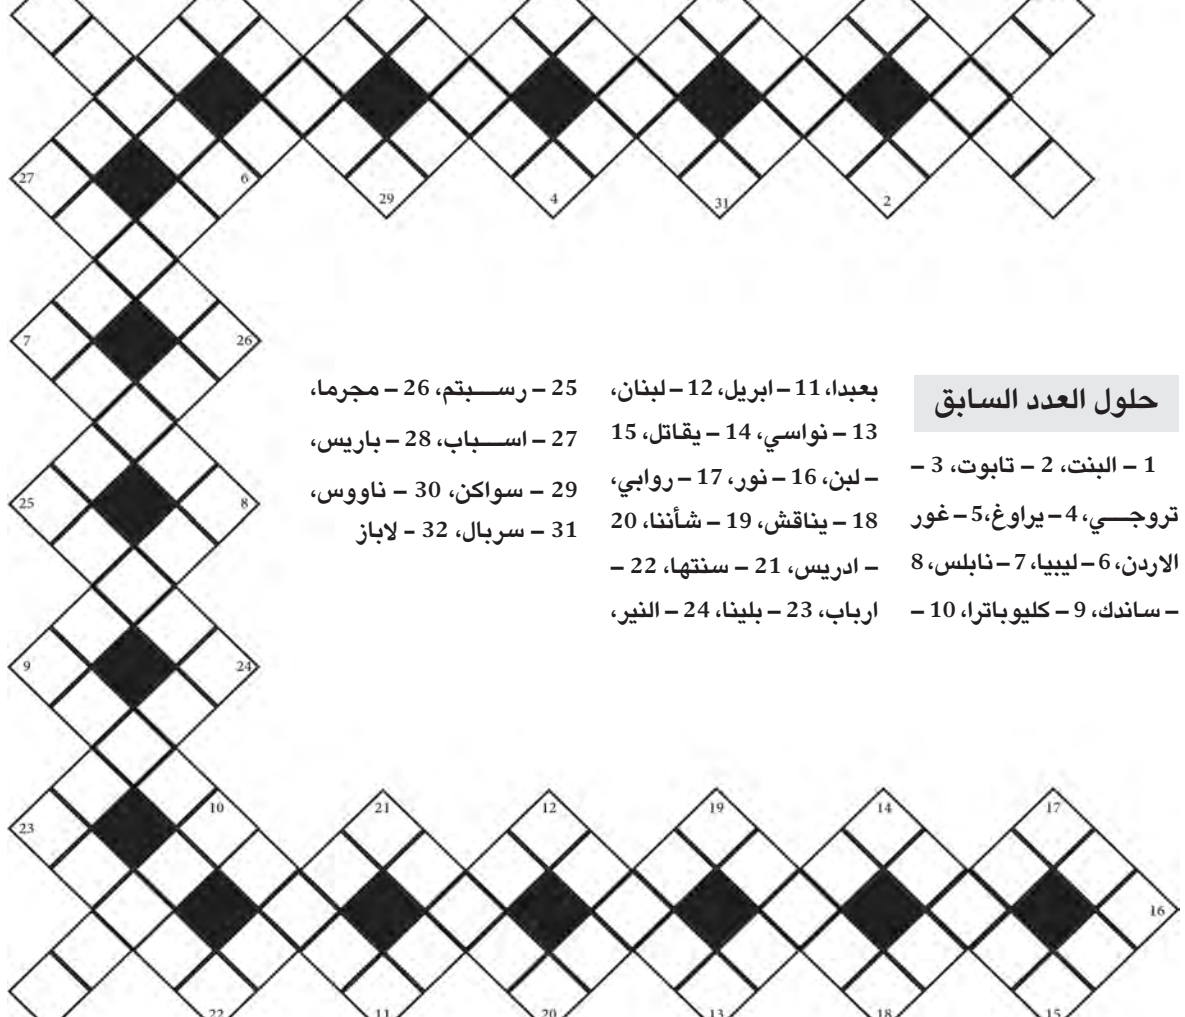 27
6
29
4
31
2
7
26
25
8
9
24
23
10
21
12
19
14
17
16
22
11
20
13
18
15
حلول العدد السابق
1 – البنت، 2 – تابوت، 3 –
تروجـــي، 4 – يراوغ،5 – غور
الاردن، 6 – ليبيا، 7 – نابلس، 8
– ساندك، 9 – كليوباترا، 10 –
بعبدا، 11 – ابريل، 12 – لبنان،
13 – نواسي، 14 – يقاتل، 15
– لبن، 16 – نور، 17 – روابي،
18 – يناقش، 19 – شأننا، 20
– ادريس، 21 – سنتها، 22 –
ارباب، 23 – بلينا، 24 – النير،
25 – رســـبتم، 26 – مجرما،
27 – اســـباب، 28 – باريس،
29 – سواكن، 30 – ناووس،
31 – سربال، 32 – لاباز